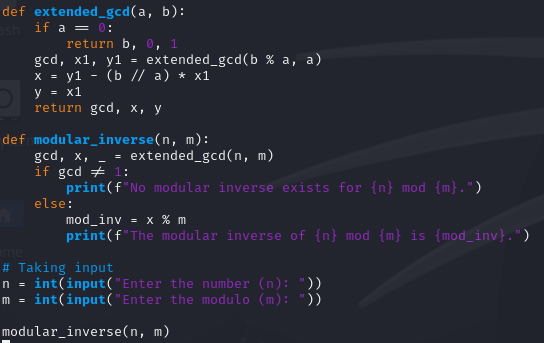 def extended_gcd(a, b):
    if a == 0:
        return b, 0, 1
    gcd, x1, y1 = extended_gcd(b % a, a)
    x = y1 - (b // a) * x1
    y = x1
    return gcd, x, y

def modular_inverse(n, m):
    gcd, x, _ = extended_gcd(n, m)
    if gcd != 1:
        print(f"No modular inverse exists for {n} mod {m}.")
    else:
        mod_inv = x % m
        print(f"The modular inverse of {n} mod {m} is {mod_inv}.")

# Taking input
n = int(input("Enter the number (n): "))
m = int(input("Enter the modulo (m): "))

modular_inverse(n, m)